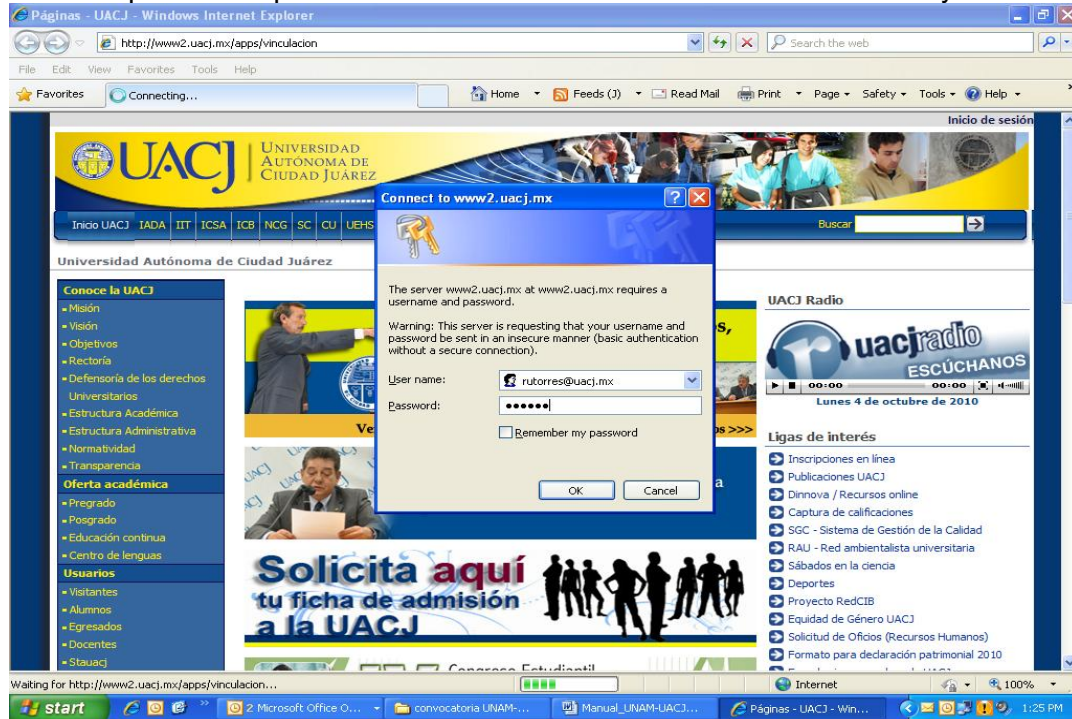 Páginas - UACJ - Windows Internet Explorer
http://www2.uacj.mx/apps/vinculacion
Search the web
File Edit View Favorites Tools Help
Favorites
Connecting...
Home Feeds (J) Read Mail Print Page Safety Tools Help
Inicio de sesión
UACJ
UNIVERSIDAD
AUTÓNOMA DE
CIUDAD JUÁREZ
Inicio UACJ IADA IIT ICSA ICB NCG SC CU UEHS
Buscar
Universidad Autónoma de Ciudad Juárez
Conoce la UACJ
Misión
Visión
Objetivos
Rectoría
Defensoría de los derechos
Universitarios
Estructura Académica
Estructura Administrativa
Normatividad
Transparencia
Oferta académica
Pregrado
Posgrado
Educación continua
Centro de lenguas
Usuarios
Visitantes
Alumnos
Egresados
Docentes
Stauacj
Connect to www2.uacj.mx
The server www2.uacj.mx at www2.uacj.mx requires a
username and password.
Warning: This server is requesting that your username and
password be sent in an insecure manner (basic authentication
without a secure connection).
User name:
rutorres@uacj.mx
Password:
●●●●●●
Remember my password
OK
Cancel
Solicita aquí
tu ficha de admisión
a la UACJ
UACJ Radio
uacjradio
ESCÚCHANOS
00:00 00:00
Lunes 4 de octubre de 2010
Ligas de interés
Inscripciones en línea
Publicaciones UACJ
Dinnova / Recursos online
Captura de calificaciones
SGC - Sistema de Gestión de la Calidad
RAU - Red ambientalista universitaria
Sábados en la ciencia
Deportes
Proyecto RedCIB
Equidad de Género UACJ
Solicitud de Oficios (Recursos Humanos)
Formato para declaración patrimonial 2010
Waiting for http://www2.uacj.mx/apps/vinculacion...
Internet
100%
start
2 Microsoft Office O...
convocatoria UNAM-...
Manual_UNAM-UACJ...
Páginas - UACJ - Win...
1:25 PM